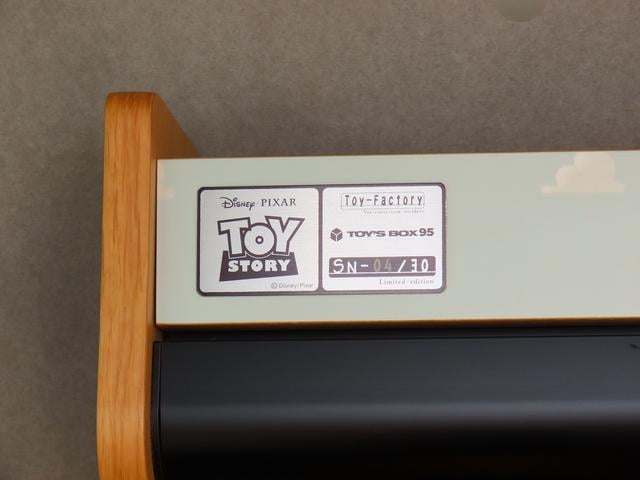 Disney · PIXAR
TOY
STORY
© Disney/Pixar
Toy-Factory
TOY'S BOX 95
SN-04/30
Limited-edition